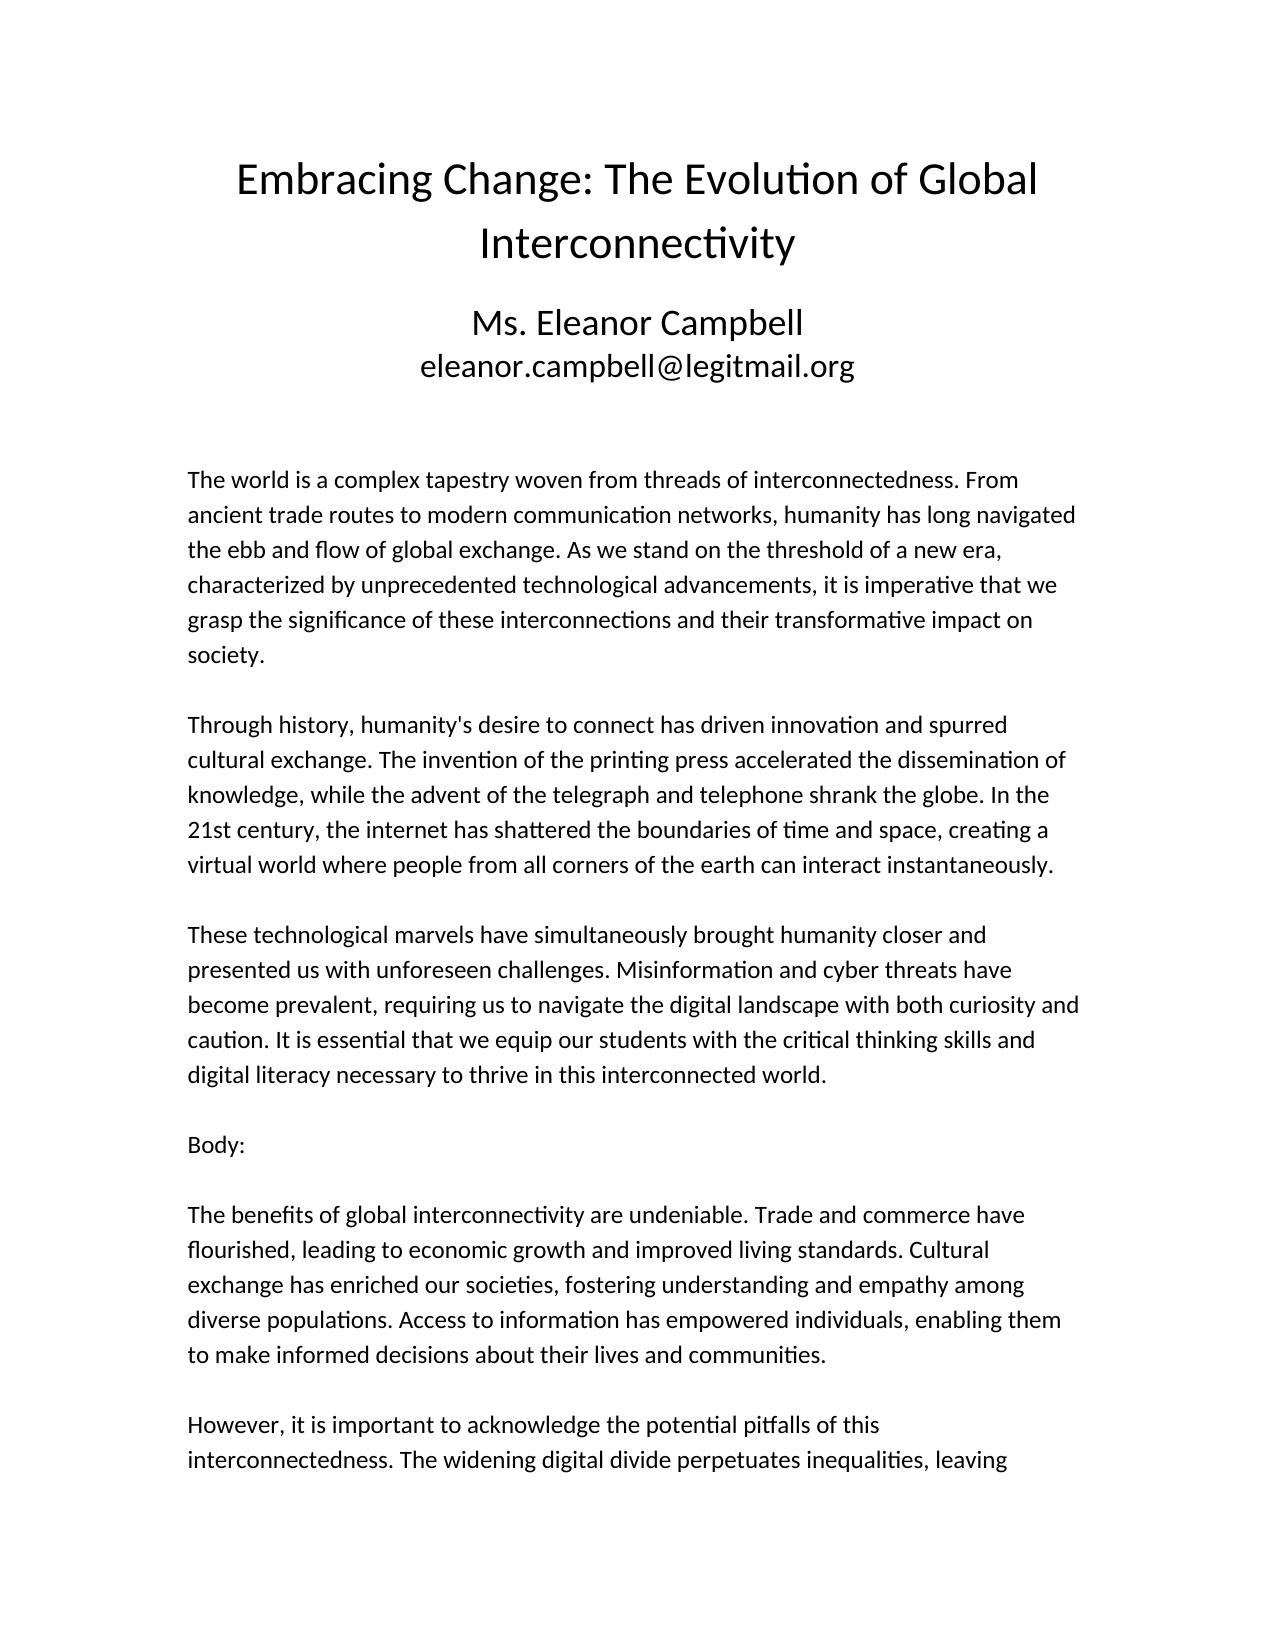 Embracing Change: The Evolution of Global
Interconnectivity
Ms. Eleanor Campbell
eleanor.campbell@legitmail.org
The world is a complex tapestry woven from threads of interconnectedness. From
ancient trade routes to modern communication networks, humanity has long navigated
the ebb and flow of global exchange. As we stand on the threshold of a new era,
characterized by unprecedented technological advancements, it is imperative that we
grasp the significance of these interconnections and their transformative impact on
society.
Through history, humanity's desire to connect has driven innovation and spurred
cultural exchange. The invention of the printing press accelerated the dissemination of
knowledge, while the advent of the telegraph and telephone shrank the globe. In the
21st century, the internet has shattered the boundaries of time and space, creating a
virtual world where people from all corners of the earth can interact instantaneously.
These technological marvels have simultaneously brought humanity closer and
presented us with unforeseen challenges. Misinformation and cyber threats have
become prevalent, requiring us to navigate the digital landscape with both curiosity and
caution. It is essential that we equip our students with the critical thinking skills and
digital literacy necessary to thrive in this interconnected world.
Body:
The benefits of global interconnectivity are undeniable. Trade and commerce have
flourished, leading to economic growth and improved living standards. Cultural
exchange has enriched our societies, fostering understanding and empathy among
diverse populations. Access to information has empowered individuals, enabling them
to make informed decisions about their lives and communities.
However, it is important to acknowledge the potential pitfalls of this
interconnectedness. The widening digital divide perpetuates inequalities, leaving